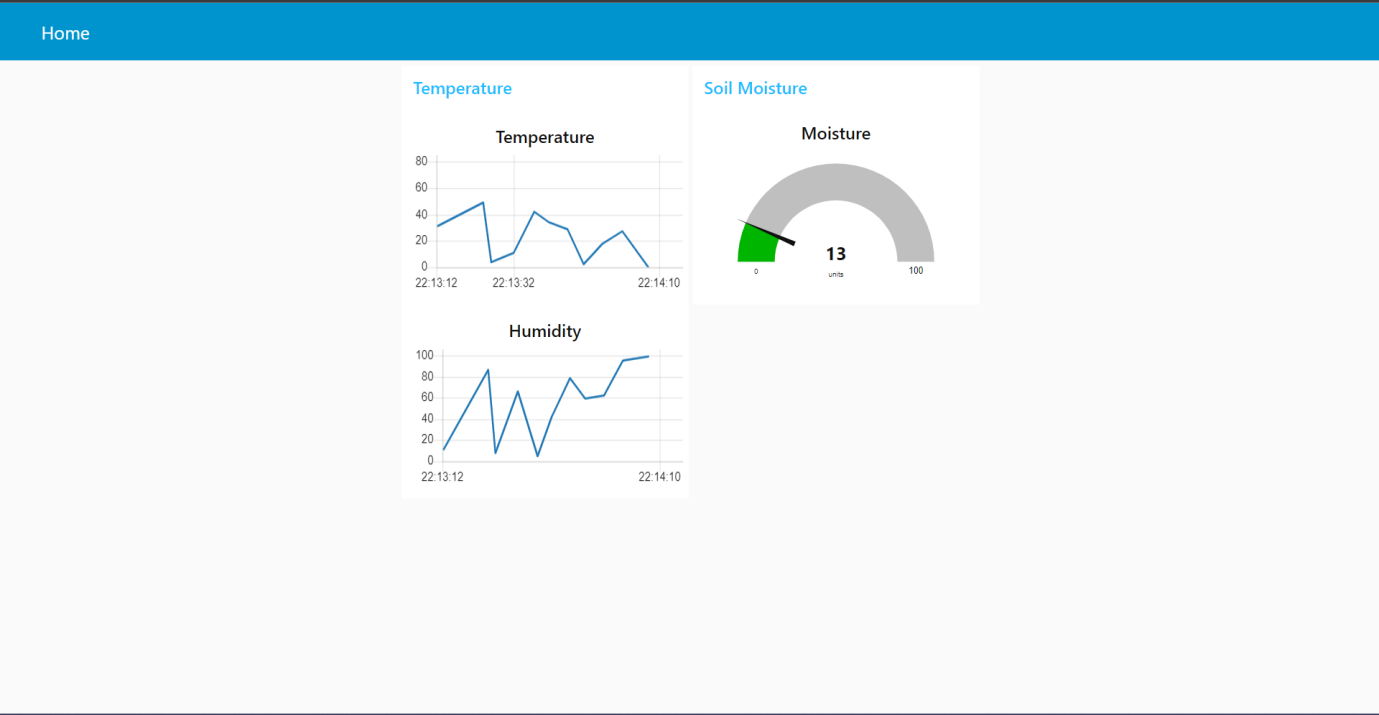 Home
Temperature
Temperature
80
60
40
20
0
22:13:12 22:13:32 22:14:10
Humidity
100
80
60
40
20
0
22:13:12 22:14:10
Soil Moisture
Moisture
13
units
0 100